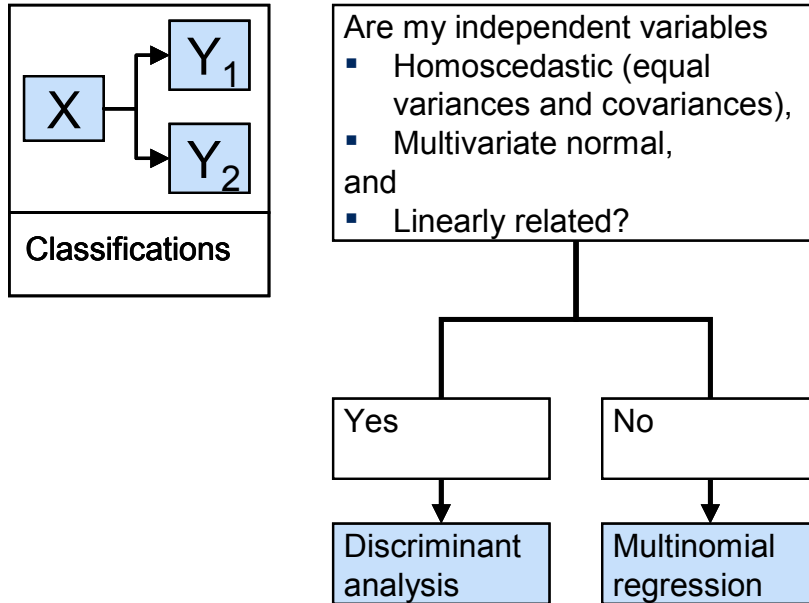 X
Y1
Y2
Classifications
Are my independent variables
▪ Homoscedastic (equal
variances and covariances),
▪ Multivariate normal,
and
▪ Linearly related?
Yes
No
Discriminant
analysis
Multinomial
regression